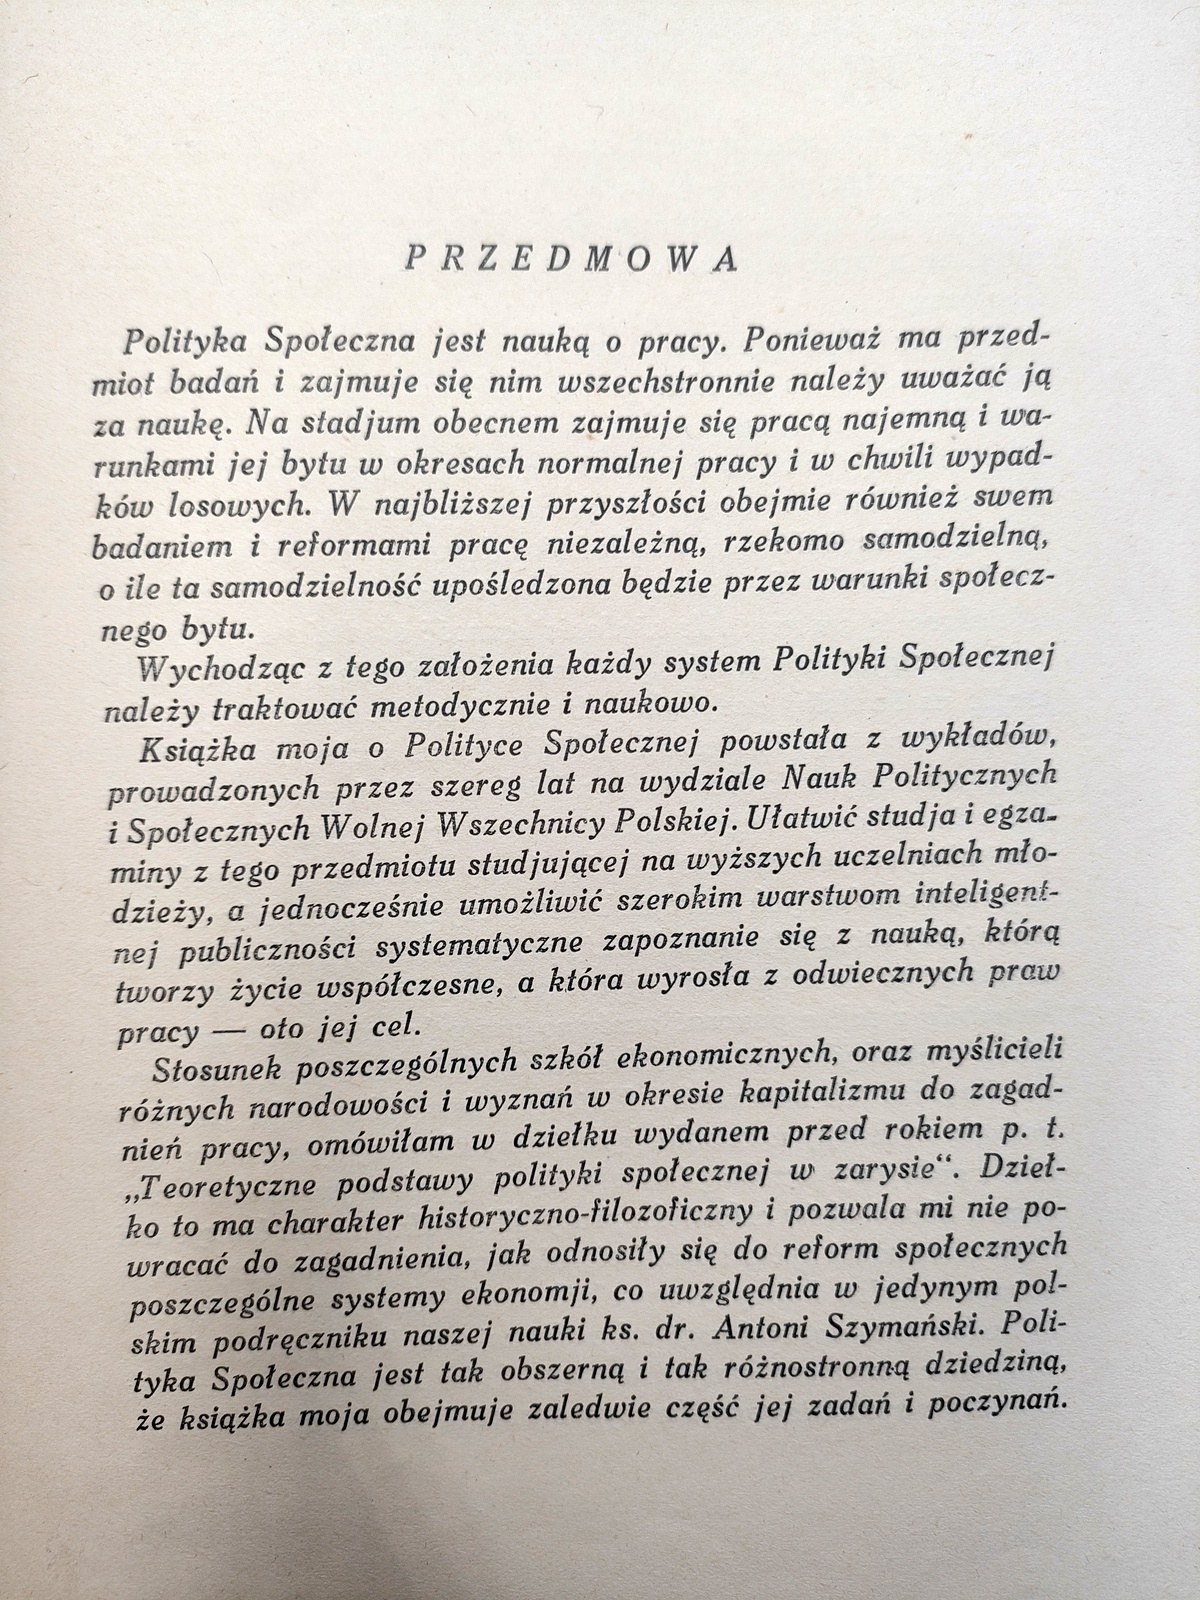 PRZEDMOWA
Polityka Społeczna jest nauką o pracy. Ponieważ ma przed-
miot badań i zajmuje się nim wszechstronnie należy uważać ją
za naukę. Na stadjum obecnem zajmuje się pracą najemną i wa-
runkami jej bytu w okresach normalnej pracy i w chwili wypad-
ków losowych. W najbliższej przyszłości obejmie również swem
badaniem i reformami pracę niezależną, rzekomo samodzielną,
o ile ta samodzielność upośledzona będzie przez warunki społecz-
nego bytu.
Wychodząc z tego założenia każdy system Polityki Społecznej
należy traktować metodycznie i naukowo.
Książka moja o Polityce Społecznej powstała z wykładów,
prowadzonych przez szereg lat na wydziale Nauk Politycznych
i Społecznych Wolnej Wszechnicy Polskiej. Ułatwić studja i egza-
miny z tego przedmiotu studjującej na wyższych uczelniach mło-
dzieży, a jednocześnie umożliwić szerokim warstwom inteligent-
nej publiczności systematyczne zapoznanie się z nauką, którą
tworzy życie współczesne, a która wyrosła z odwiecznych praw
pracy — oto jej cel.
Stosunek poszczególnych szkół ekonomicznych, oraz myślicieli
różnych narodowości i wyznań w okresie kapitalizmu do zagad-
nień pracy, omówiłam w dziełku wydanem przed rokiem p. t.
„Teoretyczne podstawy polityki społecznej w zarysie“. Dzieł-
ko to ma charakter historyczno-filozoficzny i pozwala mi nie po-
wracać do zagadnienia, jak odnosiły się do reform społecznych
poszczególne systemy ekonomji, co uwzględnia w jedynym pol-
skim podręczniku naszej nauki ks. dr. Antoni Szymański. Poli-
tyka Społeczna jest tak obszerną i tak różnostronną dziedziną,
że książka moja obejmuje zaledwie część jej zadań i poczynań.